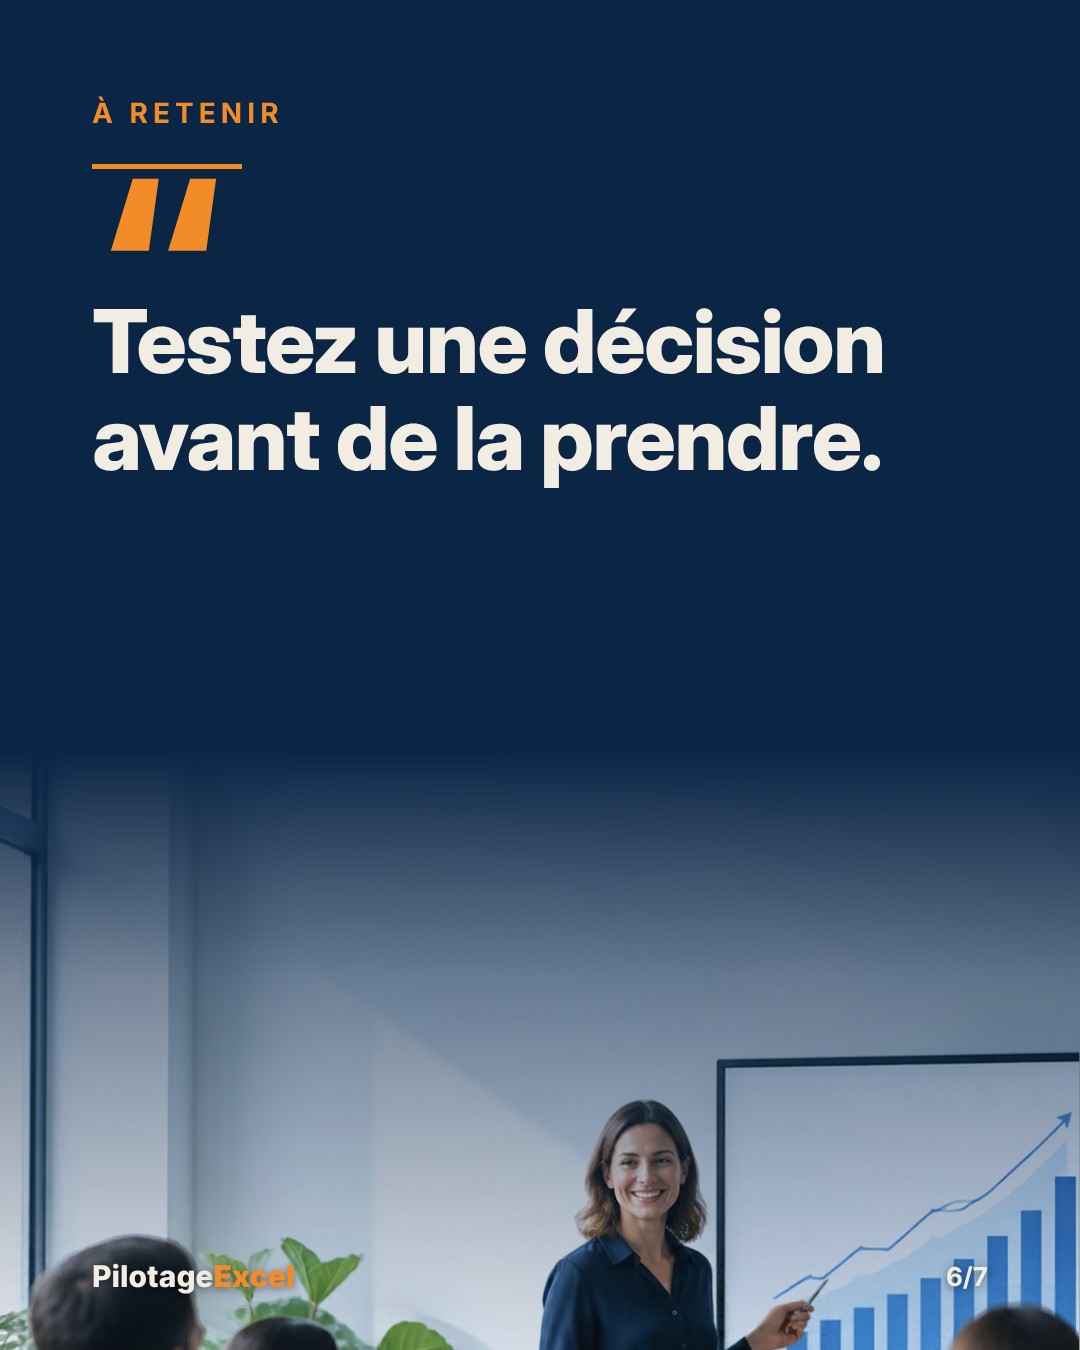 À RETENIR
"
Testez une décision
avant de la prendre.
PilotageExcel
6/7